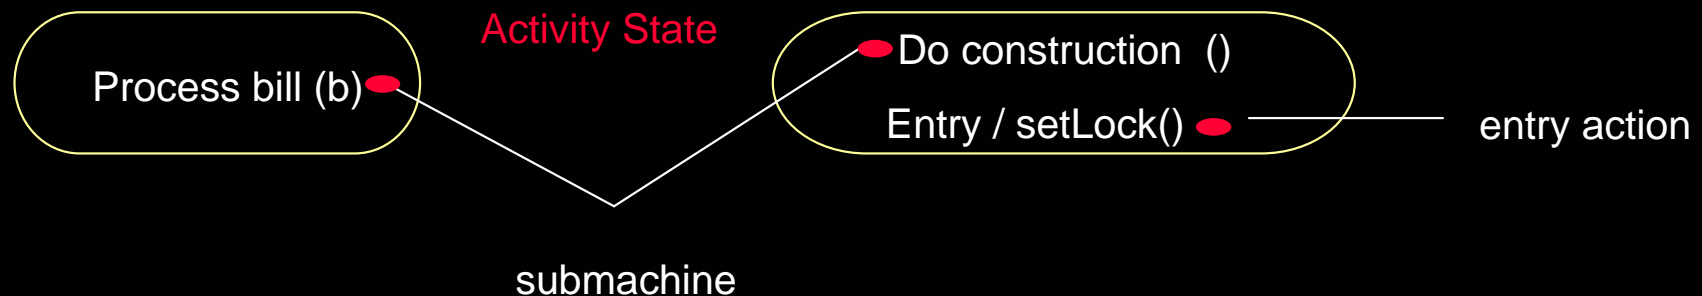 Activity State
Process bill (b)
Do construction ()
Entry / setLock()
entry action
submachine